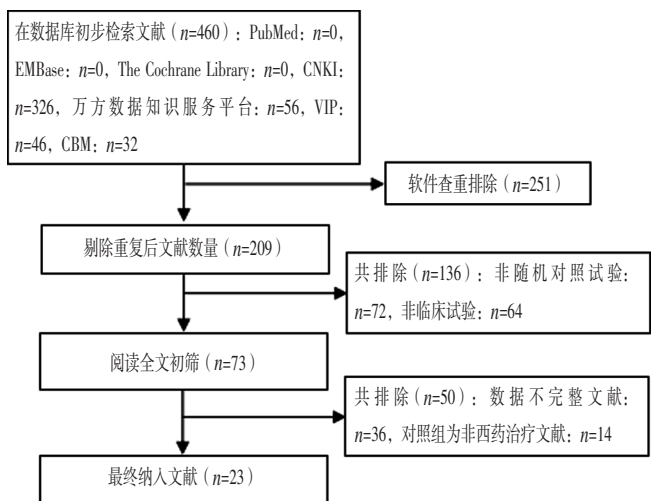 在数据库初步检索文献（n=460）：PubMed：n=0，
EMBase：n=0，The Cochrane Library：n=0，CNKI：
n=326，万方数据知识服务平台：n=56，VIP：
n=46，CBM：n=32
软件查重排除（n=251）
剔除重复后文献数量（n=209）
共排除（n=136）：非随机对照试验：
n=72，非临床试验：n=64
阅读全文初筛（n=73）
共排除（n=50）：数据不完整文献：
n=36，对照组为非西药治疗文献：n=14
最终纳入文献（n=23）